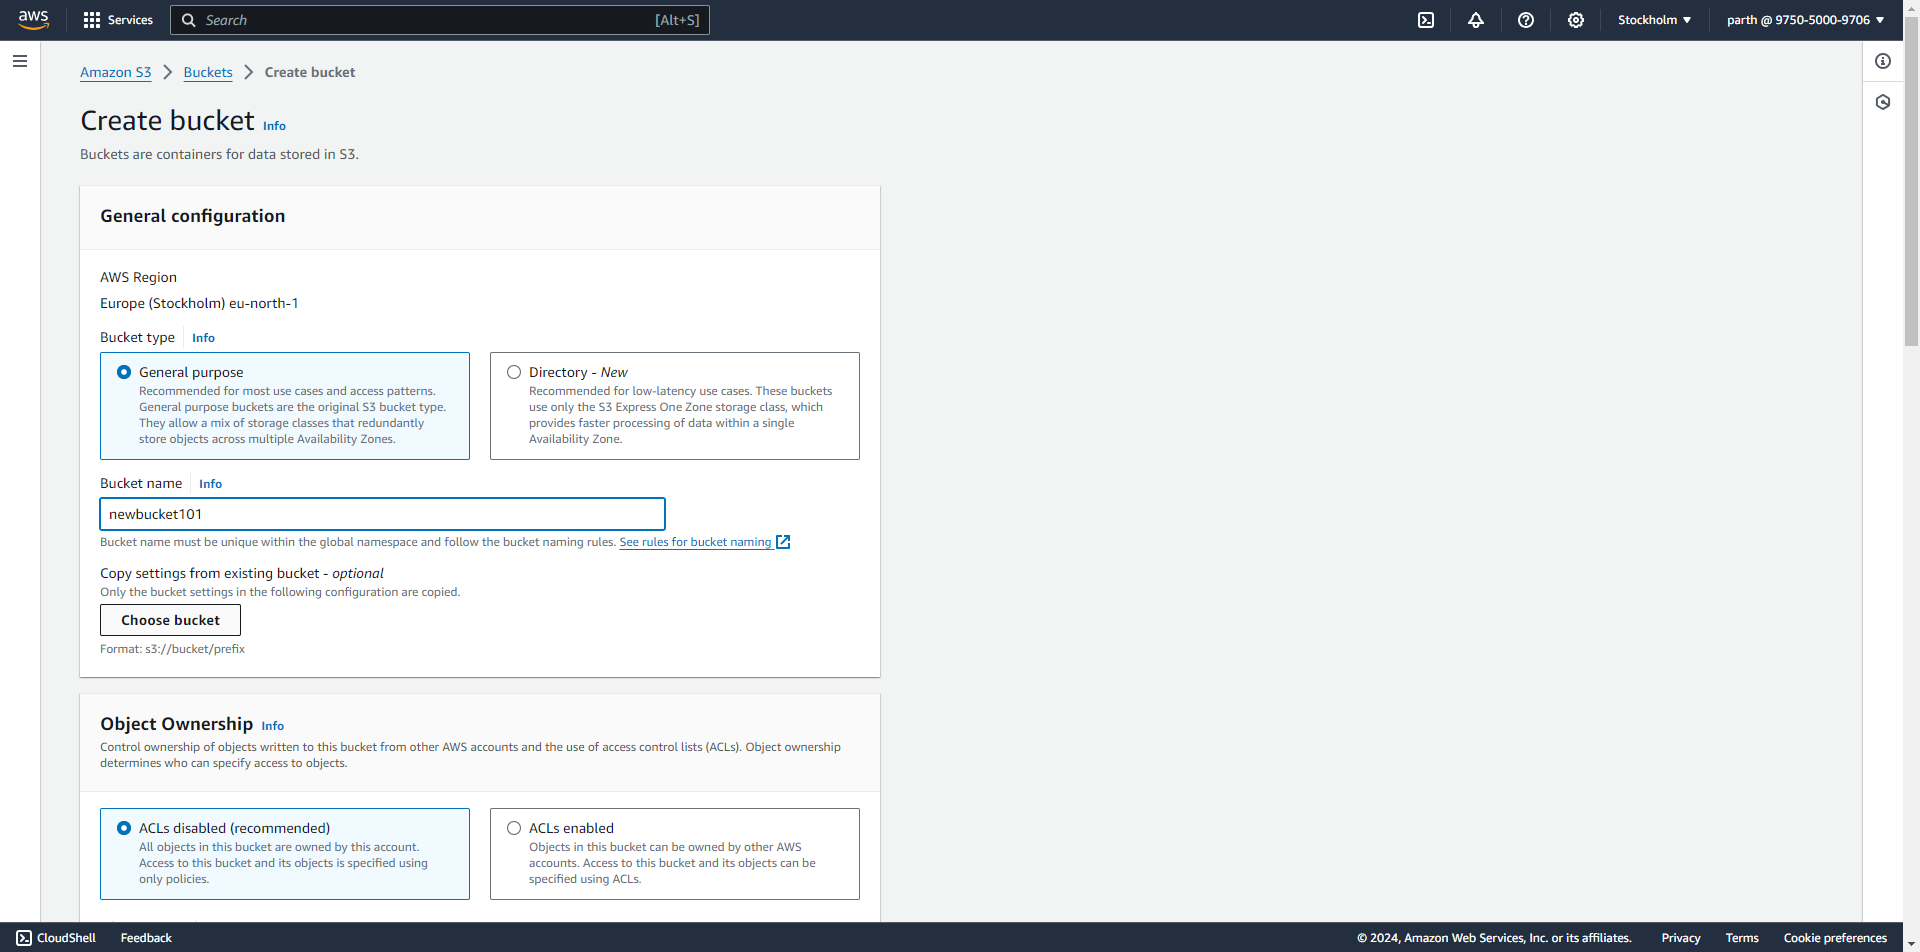 aws Services Search [Alt+S] Stockholm ▼ parth @ 9750-5000-9706 ▼
Amazon S3 > Buckets > Create bucket
Create bucket Info
Buckets are containers for data stored in S3.
General configuration
AWS Region
Europe (Stockholm) eu-north-1
Bucket type Info
General purpose
Recommended for most use cases and access patterns.
General purpose buckets are the original S3 bucket type.
They allow a mix of storage classes that redundantly
store objects across multiple Availability Zones.
Directory - New
Recommended for low-latency use cases. These buckets
use only the S3 Express One Zone storage class, which
provides faster processing of data within a single
Availability Zone.
Bucket name Info
newbucket101
Bucket name must be unique within the global namespace and follow the bucket naming rules. See rules for bucket naming
Copy settings from existing bucket - optional
Only the bucket settings in the following configuration are copied.
Choose bucket
Format: s3://bucket/prefix
Object Ownership Info
Control ownership of objects written to this bucket from other AWS accounts and the use of access control lists (ACLs). Object ownership
determines who can specify access to objects.
ACLs disabled (recommended)
All objects in this bucket are owned by this account.
Access to this bucket and its objects is specified using
only policies.
ACLs enabled
Objects in this bucket can be owned by other AWS
accounts. Access to this bucket and its objects can be
specified using ACLs.
CloudShell Feedback © 2024, Amazon Web Services, Inc. or its affiliates. Privacy Terms Cookie preferences